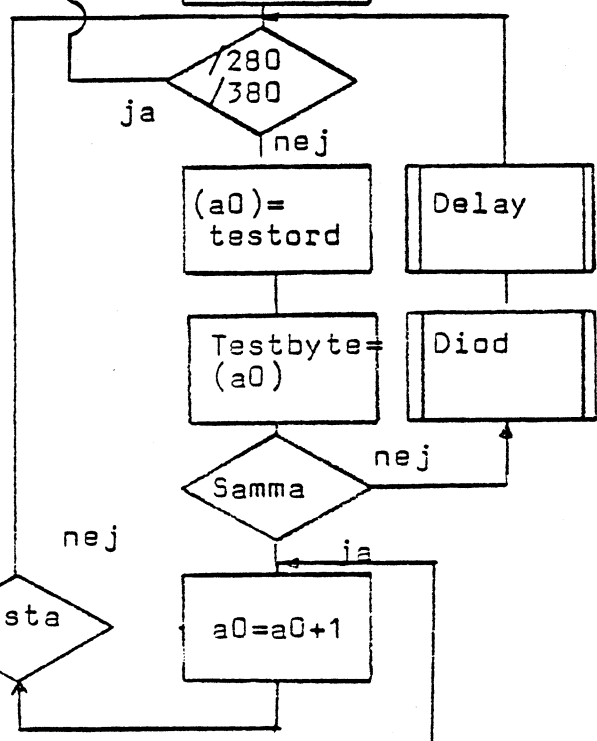 /280
/380
ja
nej
(a0)=
testord
Delay
Testbyte=
(a0)
Diod
nej
Samma
nej
ja
sta
a0=a0+1